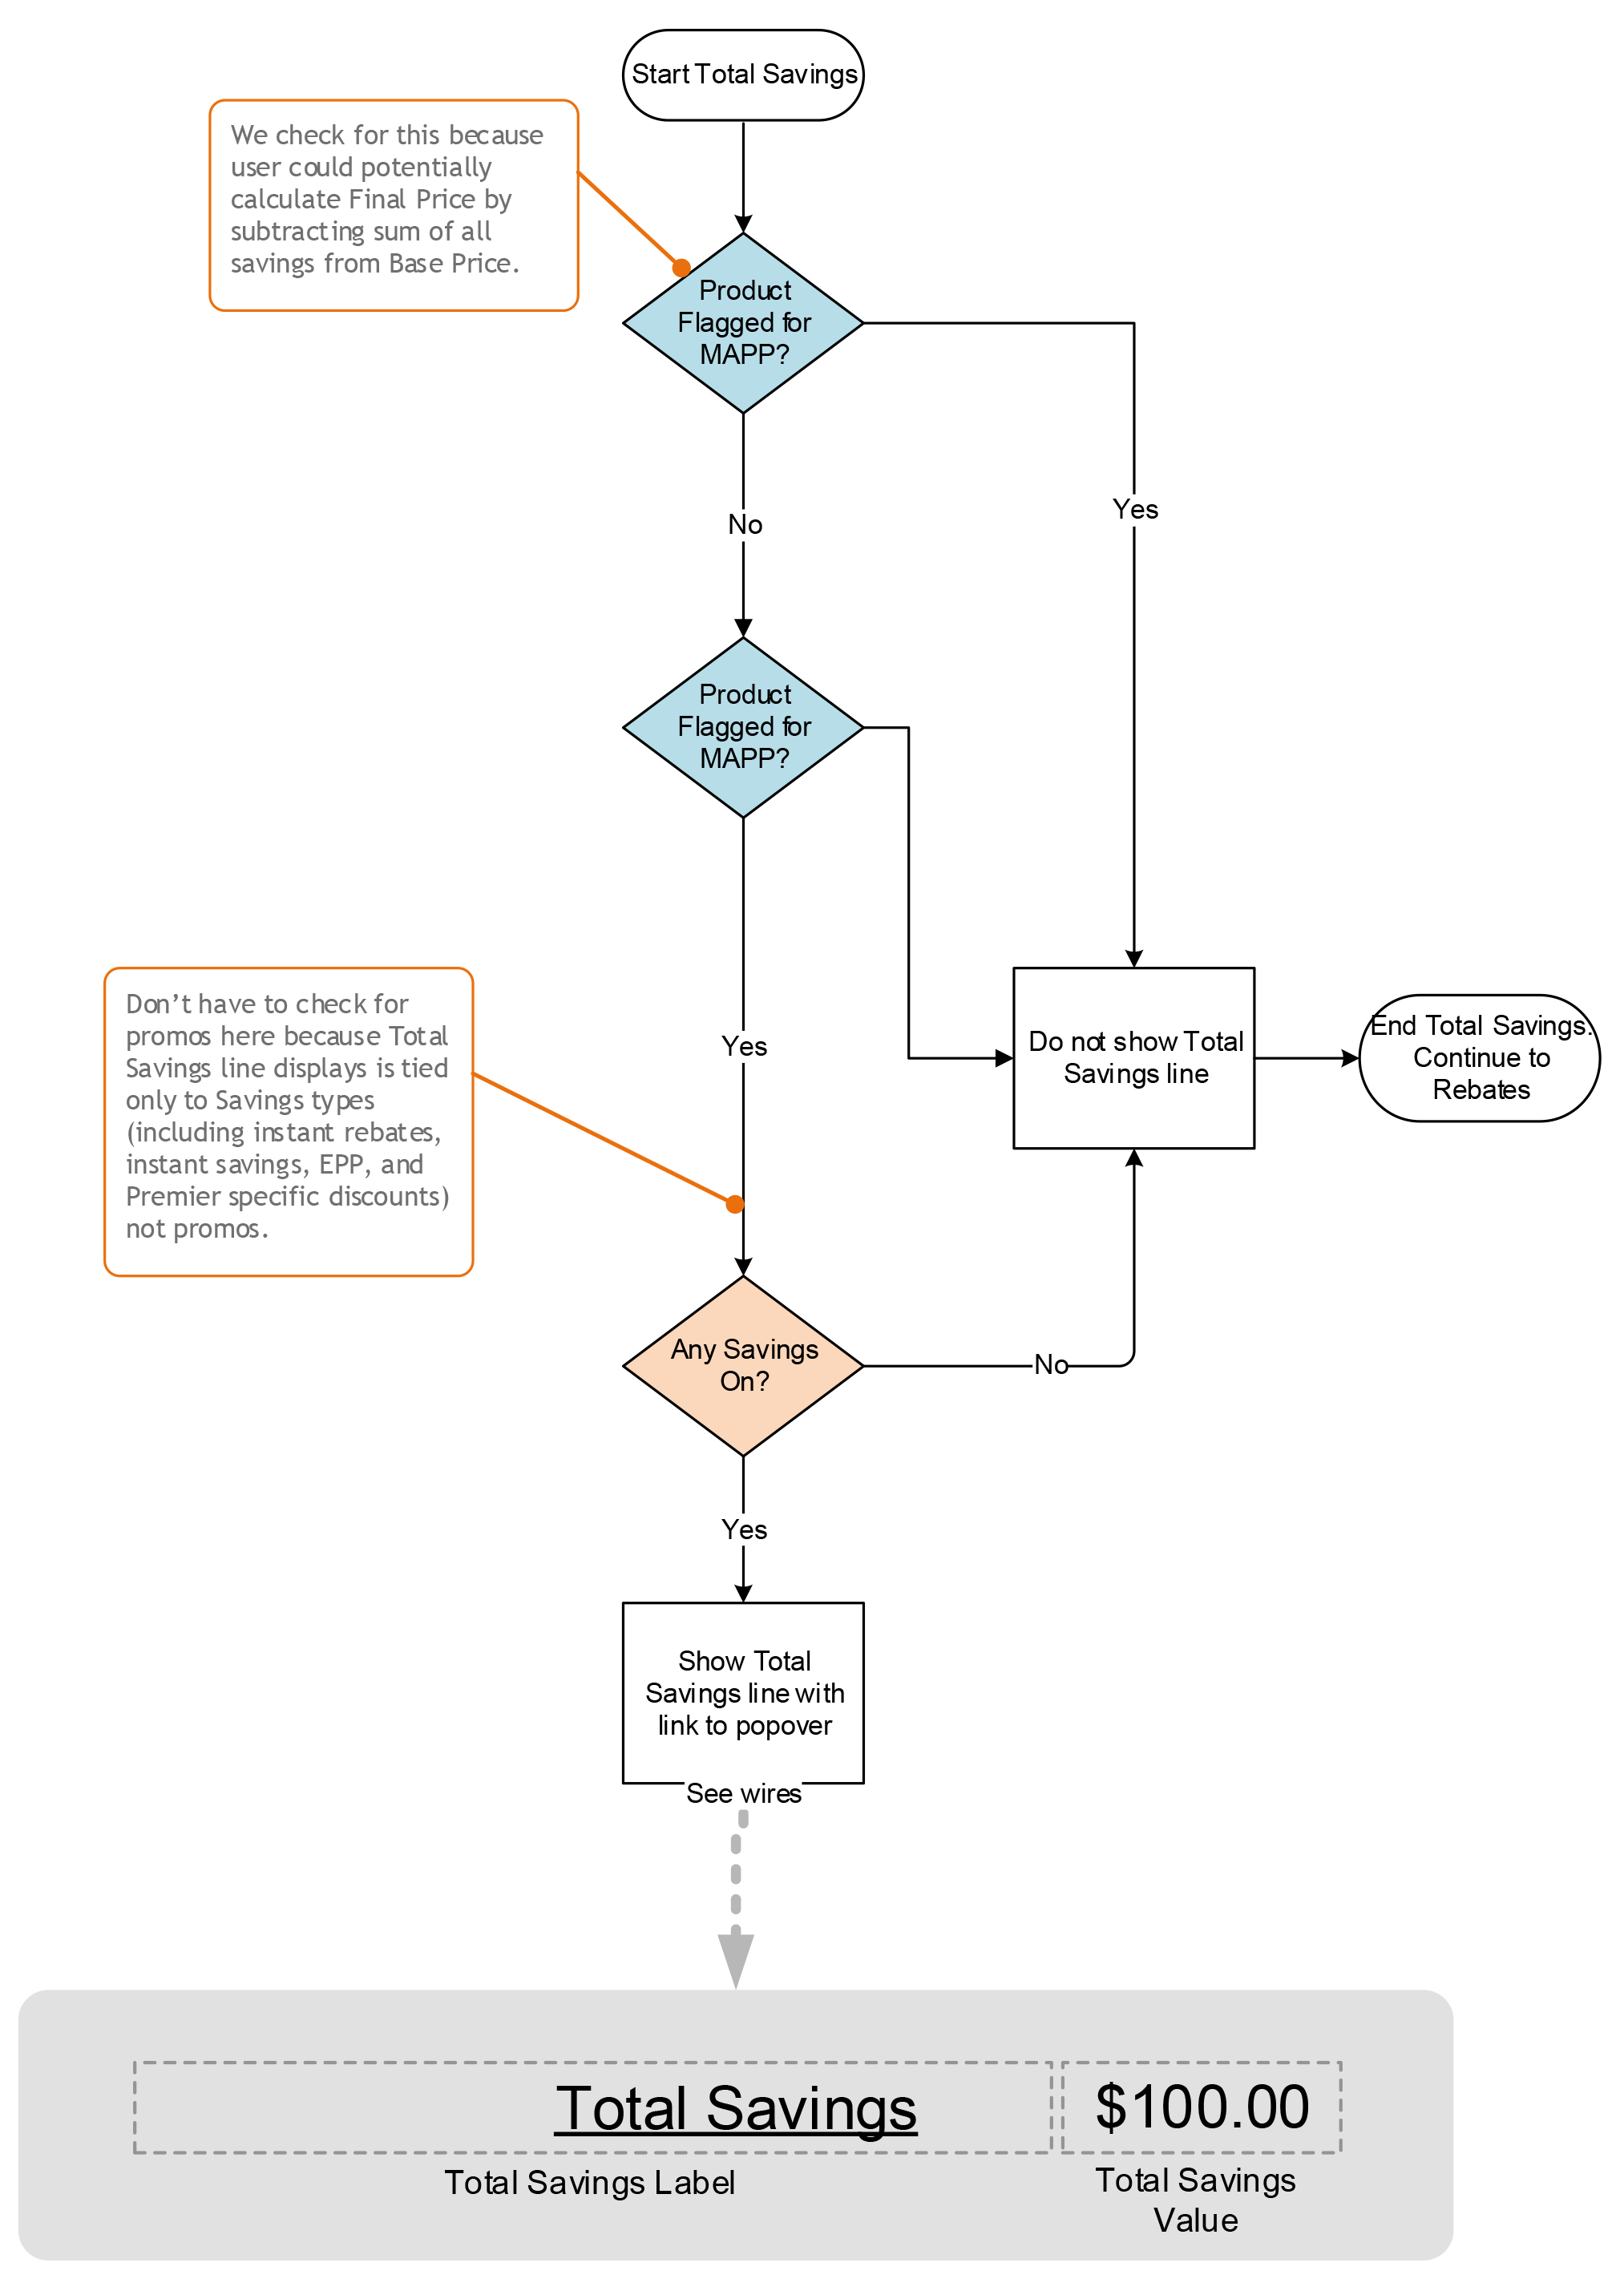 Start Total Savings
We check for this because
user could potentially
calculate Final Price by
subtracting sum of all
savings from Base Price.
Product
Flagged for
MAPP?
Yes
No
Product
Flagged for
MAPP?
Yes
Don’t have to check for
promos here because Total
Savings line displays is tied
only to Savings types
(including instant rebates,
instant savings, EPP, and
Premier specific discounts)
not promos.
Do not show Total
Savings line
End Total Savings.
Continue to
Rebates
Any Savings
On?
No
Yes
Show Total
Savings line with
link to popover
See wires
Total Savings
$100.00
Total Savings Label
Total Savings
Value